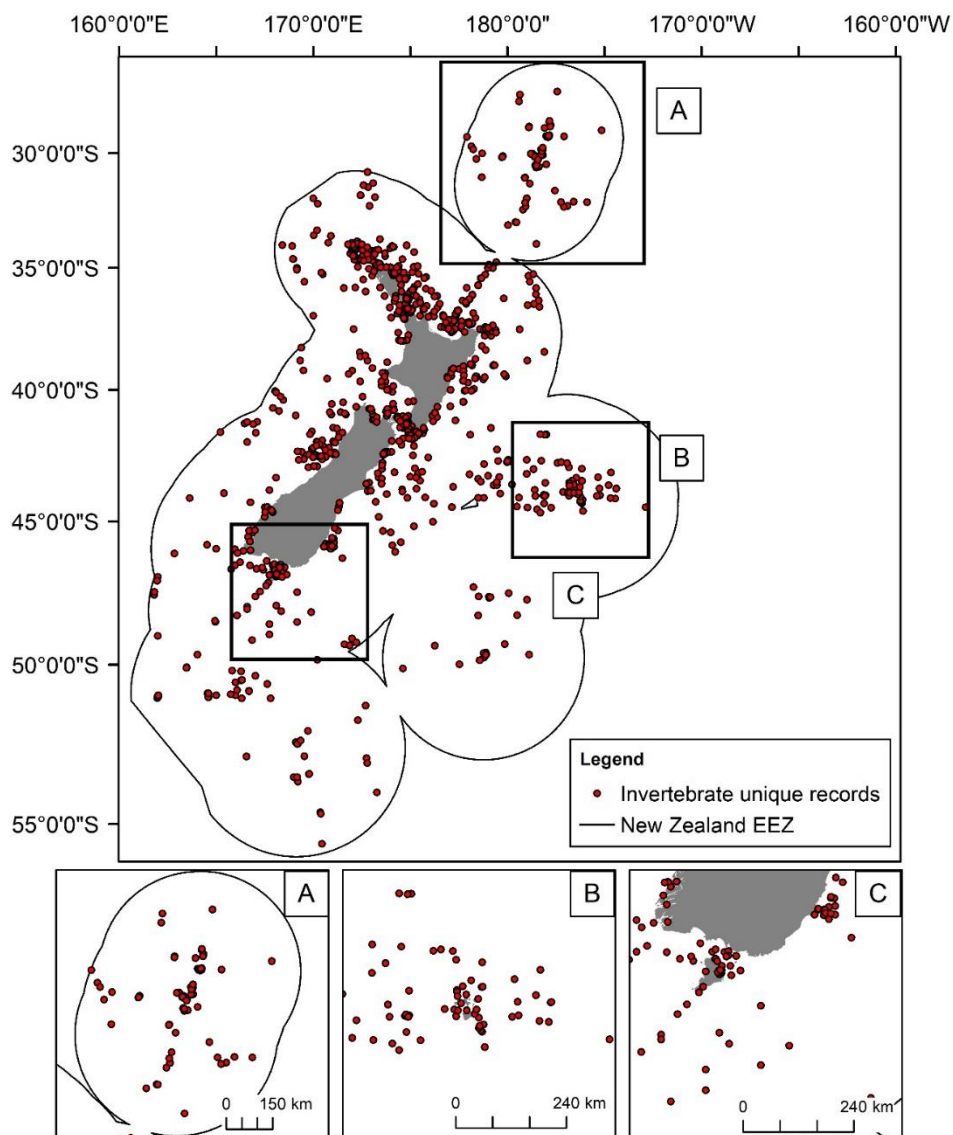 160°0'0"E 170°0'0"E 180°0'0" 170°0'0"W 160°0'0"W
A
30°0'0"S
35°0'0"S
40°0'0"S
B
45°0'0"S
C
50°0'0"S
Legend
Invertebrate unique records
New Zealand EEZ
55°0'0"S
A B C
0 150 km
0 240 km
0 240 km